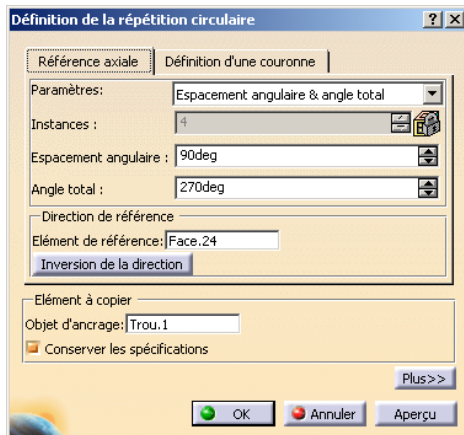 Définition de la répétition circulaire
Référence axiale Définition d'une couronne
Paramètres: Espacement angulaire & angle total
Instances : 4
Espacement angulaire : 90deg
Angle total : 270deg
Direction de référence
Elément de référence: Face.24
Inversion de la direction
Elément à copier
Objet d'ancrage: Trou.1
Conserver les spécifications
Plus>>
OK Annuler Aperçu